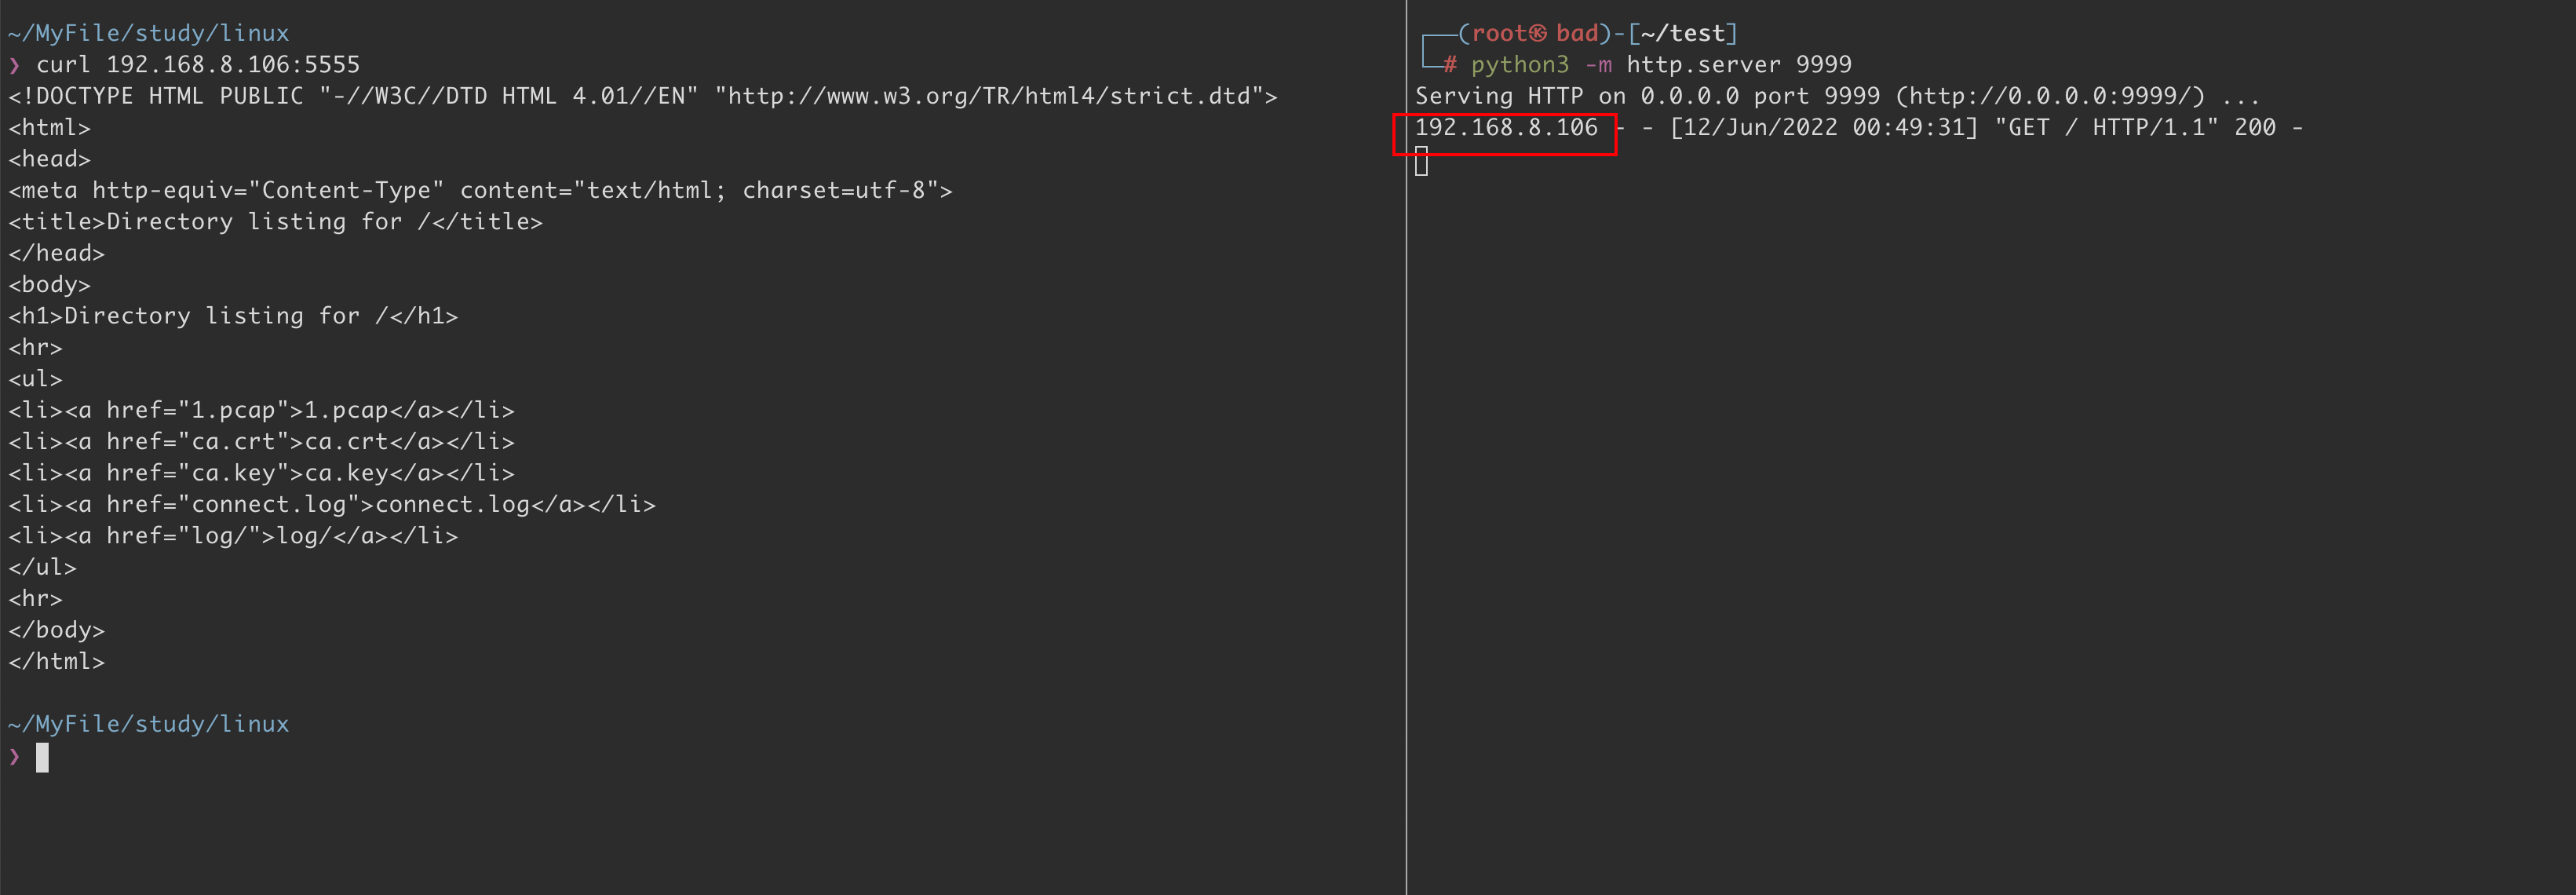 ~/MyFile/study/linux
❯ curl 192.168.8.106:5555
<!DOCTYPE HTML PUBLIC "-//W3C//DTD HTML 4.01//EN" "http://www.w3.org/TR/html4/strict.dtd">
<html>
<head>
<meta http-equiv="Content-Type" content="text/html; charset=utf-8">
<title>Directory listing for /</title>
</head>
<body>
<h1>Directory listing for /</h1>
<hr>
<ul>
<li><a href="1.pcap">1.pcap</a></li>
<li><a href="ca.crt">ca.crt</a></li>
<li><a href="ca.key">ca.key</a></li>
<li><a href="connect.log">connect.log</a></li>
<li><a href="log/">log/</a></li>
</ul>
<hr>
</body>
</html>
~/MyFile/study/linux
❯
┌──(root㉿bad)-[~/test]
└─# python3 -m http.server 9999
Serving HTTP on 0.0.0.0 port 9999 (http://0.0.0.0:9999/) ...
192.168.8.106 - - [12/Jun/2022 00:49:31] "GET / HTTP/1.1" 200 -